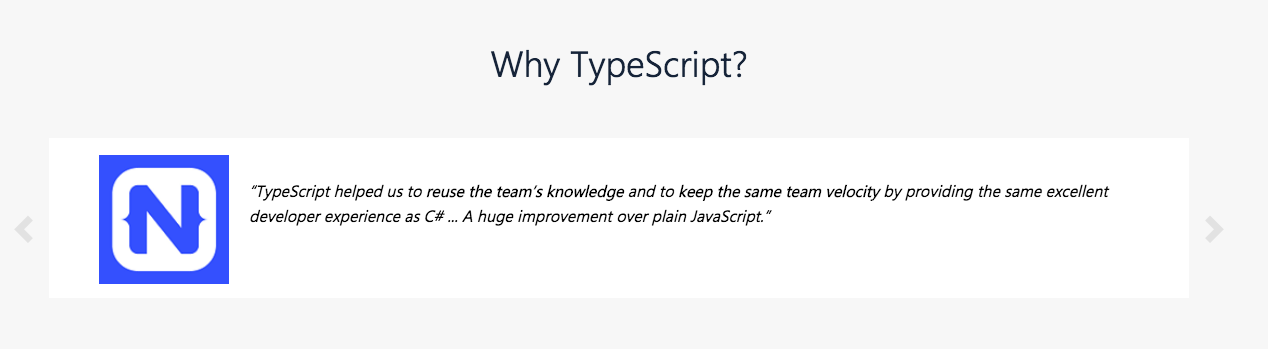 Why TypeScript?
N
“TypeScript helped us to reuse the team’s knowledge and to keep the same team velocity by providing the same excellent
developer experience as C# ... A huge improvement over plain JavaScript.”